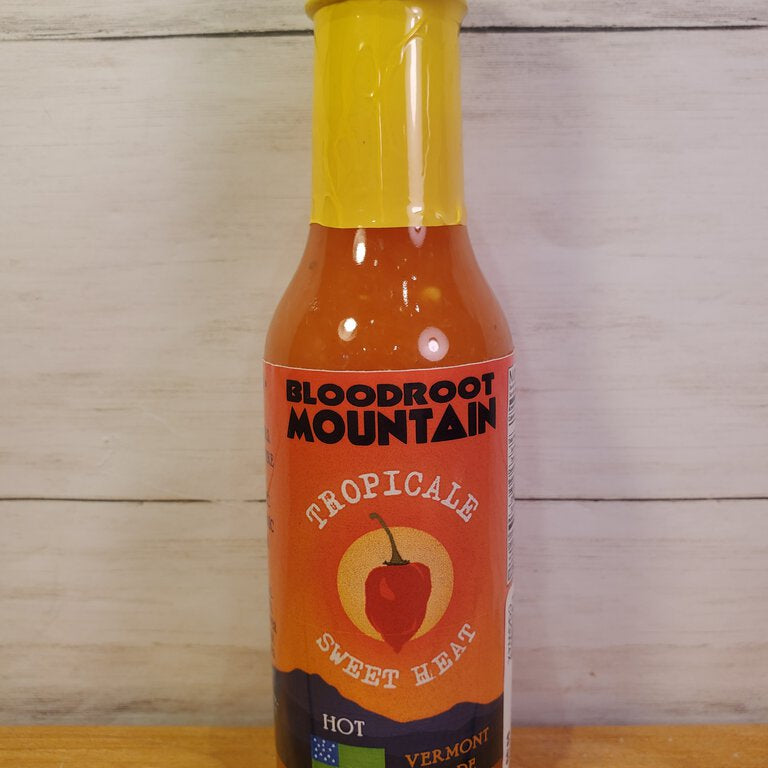 BLOODROOT
MOUNTAIN
TROPICALE
SWEET HEAT
HOT
VERMONT